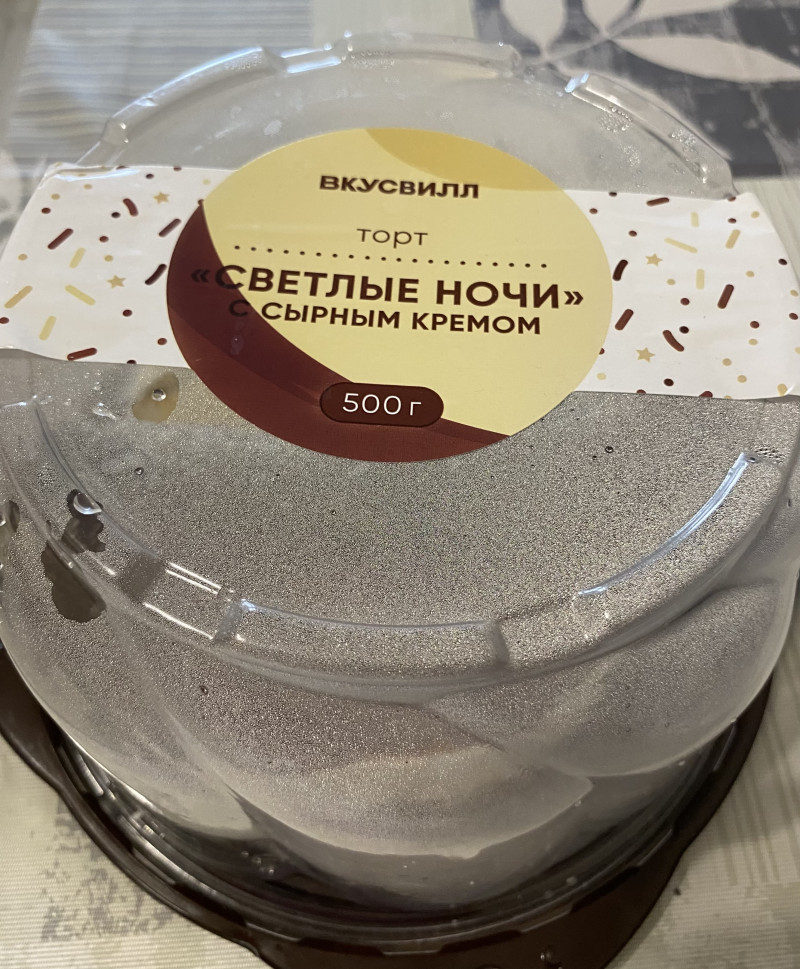 ВКУСВИЛЛ
торт
«СВЕТЛЫЕ НОЧИ»
С СЫРНЫМ КРЕМОМ
500 г